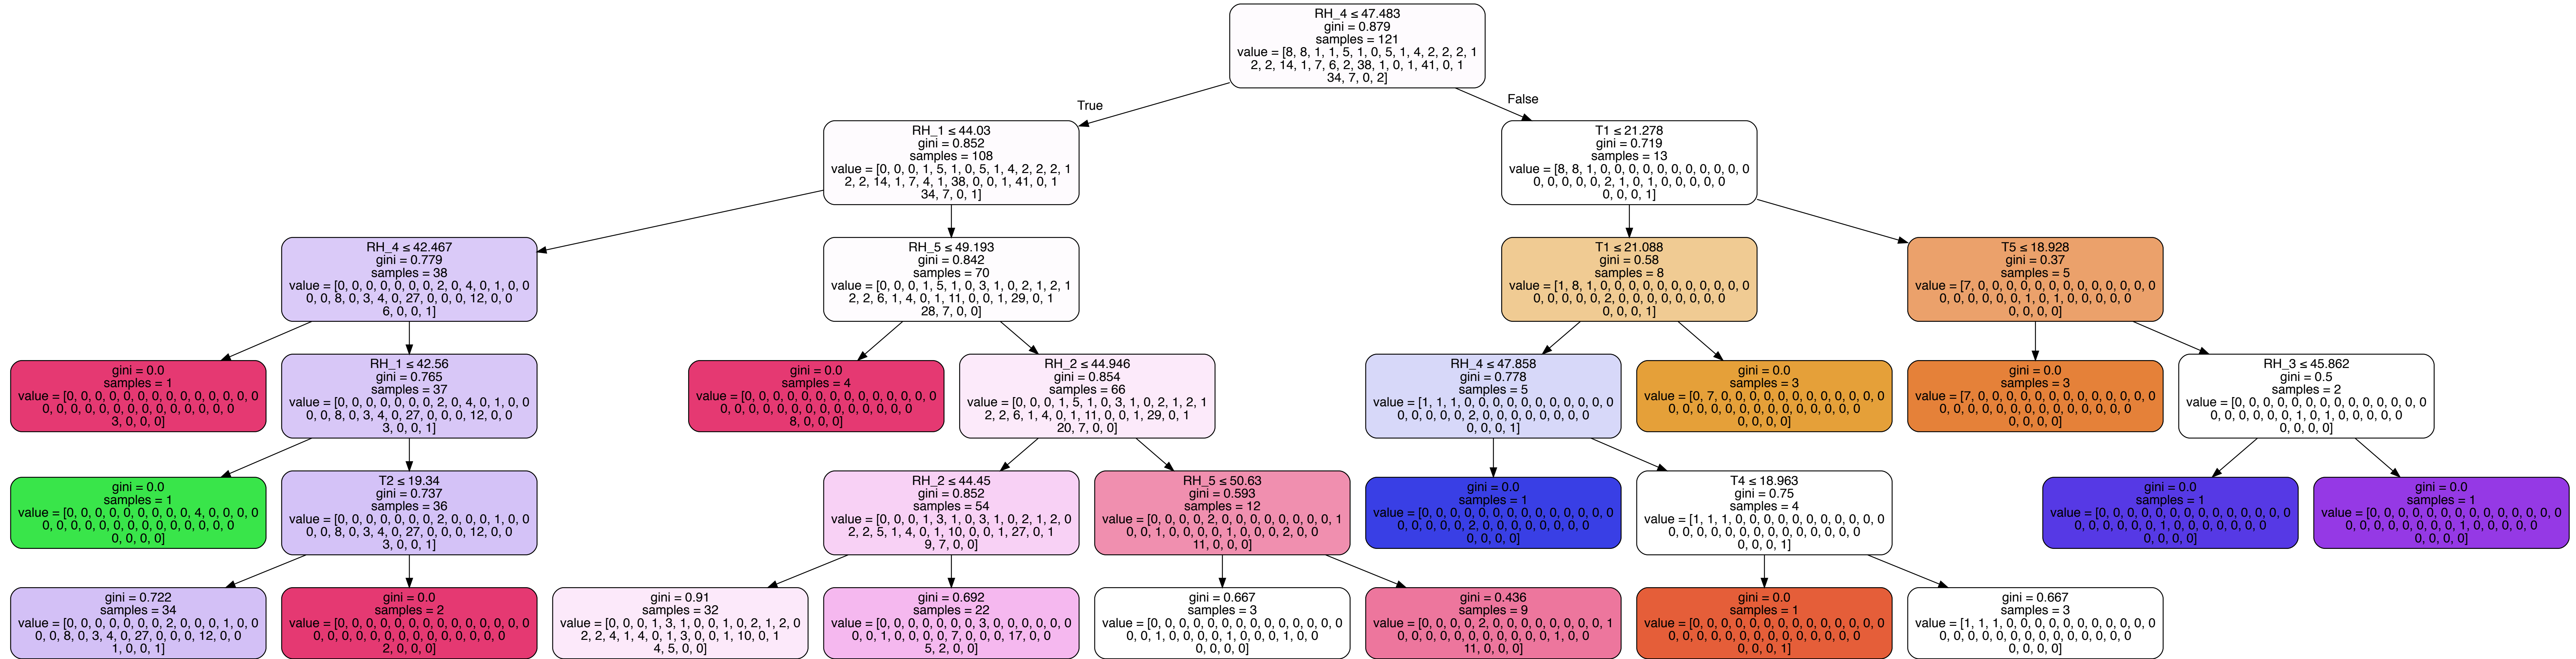 RH_4 ≤ 47.483
gini = 0.879
samples = 121
value = [8, 8, 1, 1, 5, 1, 0, 5, 1, 4, 2, 2, 2, 1
2, 2, 14, 1, 7, 6, 2, 38, 1, 0, 1, 41, 0, 1
34, 7, 0, 2]
True
False
RH_1 ≤ 44.03
gini = 0.852
samples = 108
value = [0, 0, 0, 1, 5, 1, 0, 5, 1, 4, 2, 2, 2, 1
2, 2, 14, 1, 7, 4, 1, 38, 0, 0, 1, 41, 0, 1
34, 7, 0, 1]
T1 ≤ 21.278
gini = 0.719
samples = 13
value = [8, 8, 1, 0, 0, 0, 0, 0, 0, 0, 0, 0, 0, 0
0, 0, 0, 0, 0, 2, 1, 0, 1, 0, 0, 0, 0, 0
0, 0, 0, 1]
RH_4 ≤ 42.467
gini = 0.779
samples = 38
value = [0, 0, 0, 0, 0, 0, 0, 2, 0, 4, 0, 1, 0, 0
0, 0, 8, 0, 3, 4, 0, 27, 0, 0, 0, 12, 0, 0
6, 0, 0, 1]
RH_5 ≤ 49.193
gini = 0.842
samples = 70
value = [0, 0, 0, 1, 5, 1, 0, 3, 1, 0, 2, 1, 2, 1
2, 2, 6, 1, 4, 0, 1, 11, 0, 0, 1, 29, 0, 1
28, 7, 0, 0]
T1 ≤ 21.088
gini = 0.58
samples = 8
value = [1, 8, 1, 0, 0, 0, 0, 0, 0, 0, 0, 0, 0, 0
0, 0, 0, 0, 0, 2, 0, 0, 0, 0, 0, 0, 0, 0
0, 0, 0, 1]
T5 ≤ 18.928
gini = 0.37
samples = 5
value = [7, 0, 0, 0, 0, 0, 0, 0, 0, 0, 0, 0, 0, 0
0, 0, 0, 0, 0, 0, 1, 0, 1, 0, 0, 0, 0, 0
0, 0, 0, 0]
gini = 0.0
samples = 1
value = [0, 0, 0, 0, 0, 0, 0, 0, 0, 0, 0, 0, 0, 0
0, 0, 0, 0, 0, 0, 0, 0, 0, 0, 0, 0, 0, 0
3, 0, 0, 0]
RH_1 ≤ 42.56
gini = 0.765
samples = 37
value = [0, 0, 0, 0, 0, 0, 0, 2, 0, 4, 0, 1, 0, 0
0, 0, 8, 0, 3, 4, 0, 27, 0, 0, 0, 12, 0, 0
3, 0, 0, 1]
gini = 0.0
samples = 4
value = [0, 0, 0, 0, 0, 0, 0, 0, 0, 0, 0, 0, 0, 0
0, 0, 0, 0, 0, 0, 0, 0, 0, 0, 0, 0, 0, 0
8, 0, 0, 0]
RH_2 ≤ 44.946
gini = 0.854
samples = 66
value = [0, 0, 0, 1, 5, 1, 0, 3, 1, 0, 2, 1, 2, 1
2, 2, 6, 1, 4, 0, 1, 11, 0, 0, 1, 29, 0, 1
20, 7, 0, 0]
RH_4 ≤ 47.858
gini = 0.778
samples = 5
value = [1, 1, 1, 0, 0, 0, 0, 0, 0, 0, 0, 0, 0, 0
0, 0, 0, 0, 0, 2, 0, 0, 0, 0, 0, 0, 0, 0
0, 0, 0, 1]
gini = 0.0
samples = 3
value = [0, 7, 0, 0, 0, 0, 0, 0, 0, 0, 0, 0, 0, 0
0, 0, 0, 0, 0, 0, 0, 0, 0, 0, 0, 0, 0, 0
0, 0, 0, 0]
gini = 0.0
samples = 3
value = [7, 0, 0, 0, 0, 0, 0, 0, 0, 0, 0, 0, 0, 0
0, 0, 0, 0, 0, 0, 0, 0, 0, 0, 0, 0, 0, 0
0, 0, 0, 0]
RH_3 ≤ 45.862
gini = 0.5
samples = 2
value = [0, 0, 0, 0, 0, 0, 0, 0, 0, 0, 0, 0, 0, 0
0, 0, 0, 0, 0, 0, 1, 0, 1, 0, 0, 0, 0, 0
0, 0, 0, 0]
gini = 0.0
samples = 1
value = [0, 0, 0, 0, 0, 0, 0, 0, 0, 4, 0, 0, 0, 0
0, 0, 0, 0, 0, 0, 0, 0, 0, 0, 0, 0, 0, 0
0, 0, 0, 0]
T2 ≤ 19.34
gini = 0.737
samples = 36
value = [0, 0, 0, 0, 0, 0, 0, 2, 0, 0, 0, 1, 0, 0
0, 0, 8, 0, 3, 4, 0, 27, 0, 0, 0, 12, 0, 0
3, 0, 0, 1]
RH_2 ≤ 44.45
gini = 0.852
samples = 54
value = [0, 0, 0, 1, 3, 1, 0, 3, 1, 0, 2, 1, 2, 0
2, 2, 5, 1, 4, 0, 1, 10, 0, 0, 1, 27, 0, 1
9, 7, 0, 0]
RH_5 ≤ 50.63
gini = 0.593
samples = 12
value = [0, 0, 0, 0, 2, 0, 0, 0, 0, 0, 0, 0, 0, 1
0, 0, 1, 0, 0, 0, 0, 1, 0, 0, 0, 2, 0, 0
11, 0, 0, 0]
gini = 0.0
samples = 1
value = [0, 0, 0, 0, 0, 0, 0, 0, 0, 0, 0, 0, 0, 0
0, 0, 0, 0, 0, 2, 0, 0, 0, 0, 0, 0, 0, 0
0, 0, 0, 0]
T4 ≤ 18.963
gini = 0.75
samples = 4
value = [1, 1, 1, 0, 0, 0, 0, 0, 0, 0, 0, 0, 0, 0
0, 0, 0, 0, 0, 0, 0, 0, 0, 0, 0, 0, 0, 0
0, 0, 0, 1]
gini = 0.0
samples = 1
value = [0, 0, 0, 0, 0, 0, 0, 0, 0, 0, 0, 0, 0, 0
0, 0, 0, 0, 0, 0, 1, 0, 0, 0, 0, 0, 0, 0
0, 0, 0, 0]
gini = 0.0
samples = 1
value = [0, 0, 0, 0, 0, 0, 0, 0, 0, 0, 0, 0, 0, 0
0, 0, 0, 0, 0, 0, 0, 0, 1, 0, 0, 0, 0, 0
0, 0, 0, 0]
gini = 0.722
samples = 34
value = [0, 0, 0, 0, 0, 0, 0, 2, 0, 0, 0, 1, 0, 0
0, 0, 8, 0, 3, 4, 0, 27, 0, 0, 0, 12, 0, 0
1, 0, 0, 1]
gini = 0.0
samples = 2
value = [0, 0, 0, 0, 0, 0, 0, 0, 0, 0, 0, 0, 0, 0
0, 0, 0, 0, 0, 0, 0, 0, 0, 0, 0, 0, 0, 0
2, 0, 0, 0]
gini = 0.91
samples = 32
value = [0, 0, 0, 1, 3, 1, 0, 0, 1, 0, 2, 1, 2, 0
2, 2, 4, 1, 4, 0, 1, 3, 0, 0, 1, 10, 0, 1
4, 5, 0, 0]
gini = 0.692
samples = 22
value = [0, 0, 0, 0, 0, 0, 0, 3, 0, 0, 0, 0, 0, 0
0, 0, 1, 0, 0, 0, 0, 7, 0, 0, 0, 17, 0, 0
5, 2, 0, 0]
gini = 0.667
samples = 3
value = [0, 0, 0, 0, 0, 0, 0, 0, 0, 0, 0, 0, 0, 0
0, 0, 1, 0, 0, 0, 0, 1, 0, 0, 0, 1, 0, 0
0, 0, 0, 0]
gini = 0.436
samples = 9
value = [0, 0, 0, 0, 2, 0, 0, 0, 0, 0, 0, 0, 0, 1
0, 0, 0, 0, 0, 0, 0, 0, 0, 0, 0, 1, 0, 0
11, 0, 0, 0]
gini = 0.0
samples = 1
value = [0, 0, 0, 0, 0, 0, 0, 0, 0, 0, 0, 0, 0, 0
0, 0, 0, 0, 0, 0, 0, 0, 0, 0, 0, 0, 0, 0
0, 0, 0, 1]
gini = 0.667
samples = 3
value = [1, 1, 1, 0, 0, 0, 0, 0, 0, 0, 0, 0, 0, 0
0, 0, 0, 0, 0, 0, 0, 0, 0, 0, 0, 0, 0, 0
0, 0, 0, 0]